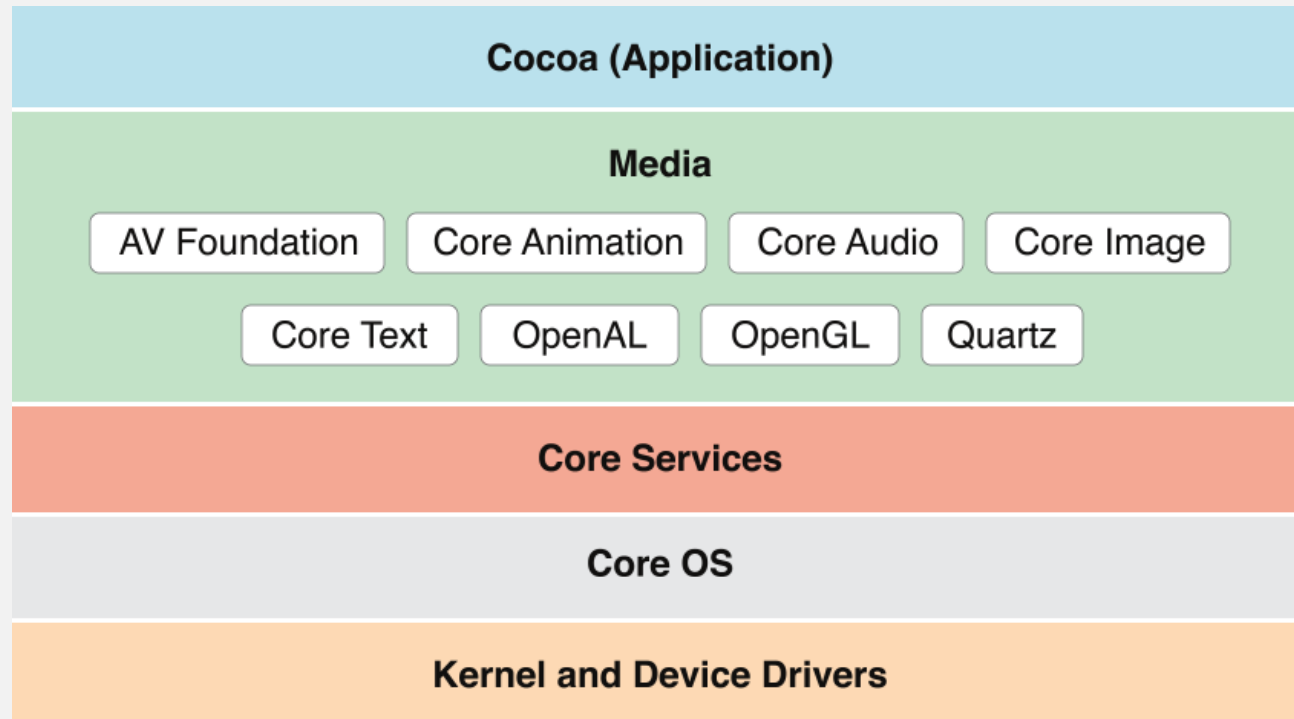 Cocoa (Application)
Media
AV Foundation Core Animation Core Audio Core Image
Core Text OpenAL OpenGL Quartz
Core Services
Core OS
Kernel and Device Drivers